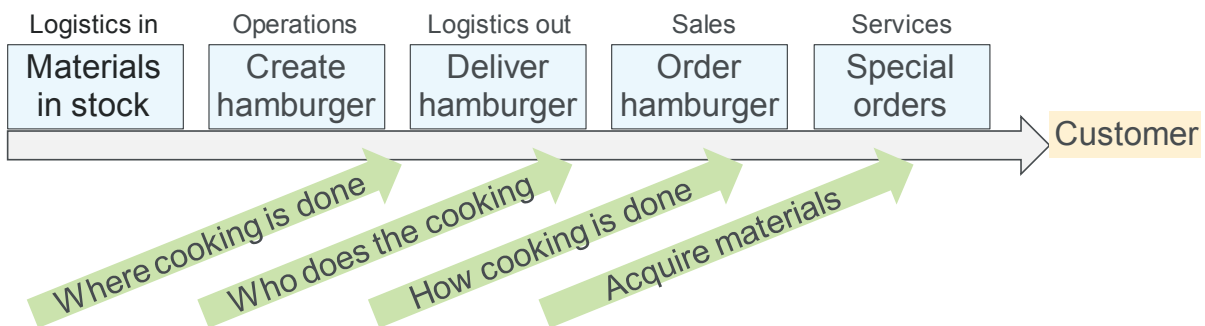 Logistics in
Operations
Logistics out
Sales
Services
Materials
in stock
Create
hamburger
Deliver
hamburger
Order
hamburger
Special
orders
Customer
Where cooking is done
Who does the cooking
How cooking is done
Acquire materials